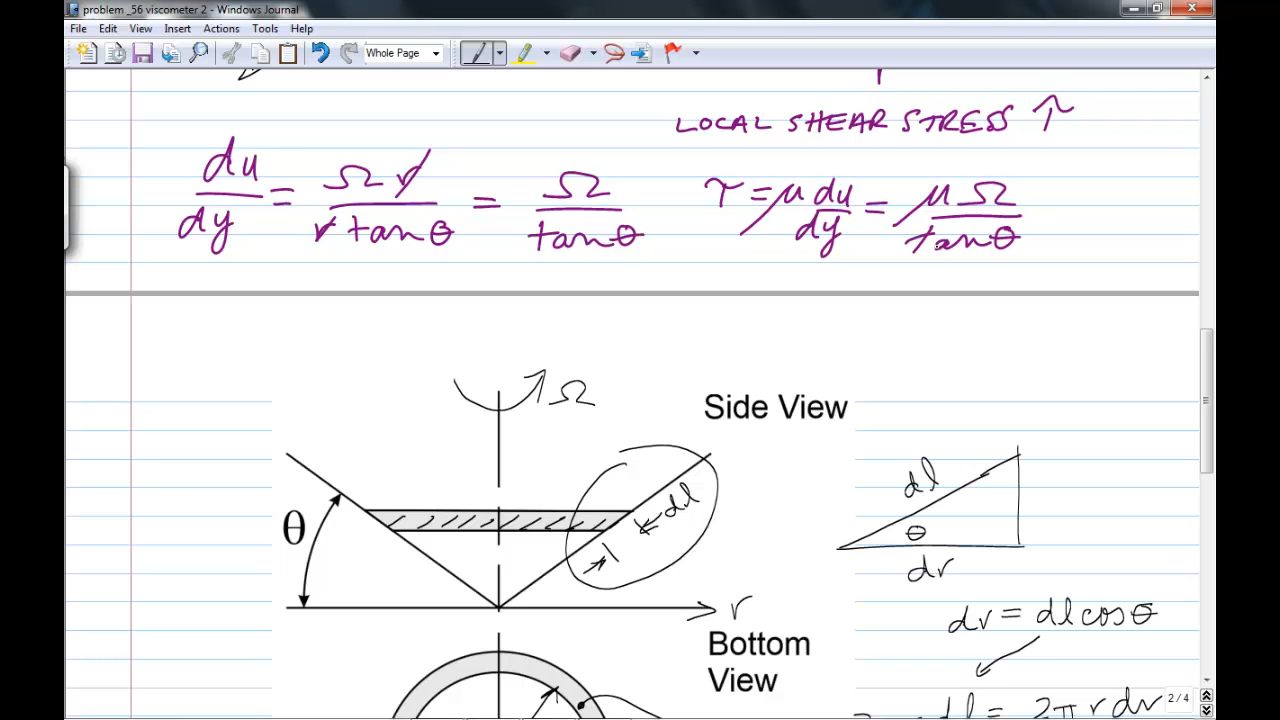 problem _56 viscometer 2 - Windows Journal
File Edit View Insert Actions Tools Help
Whole Page
LOCAL SHEAR STRESS τ
du/dy = Ωr/(r tanθ) = Ω/tanθ τ = μ du/dy = μΩ/tanθ
Ω
Side View
dl
θ
dl
θ
dr
r
dr = dl cosθ
Bottom
View
dl = 2πr dr
2 / 4